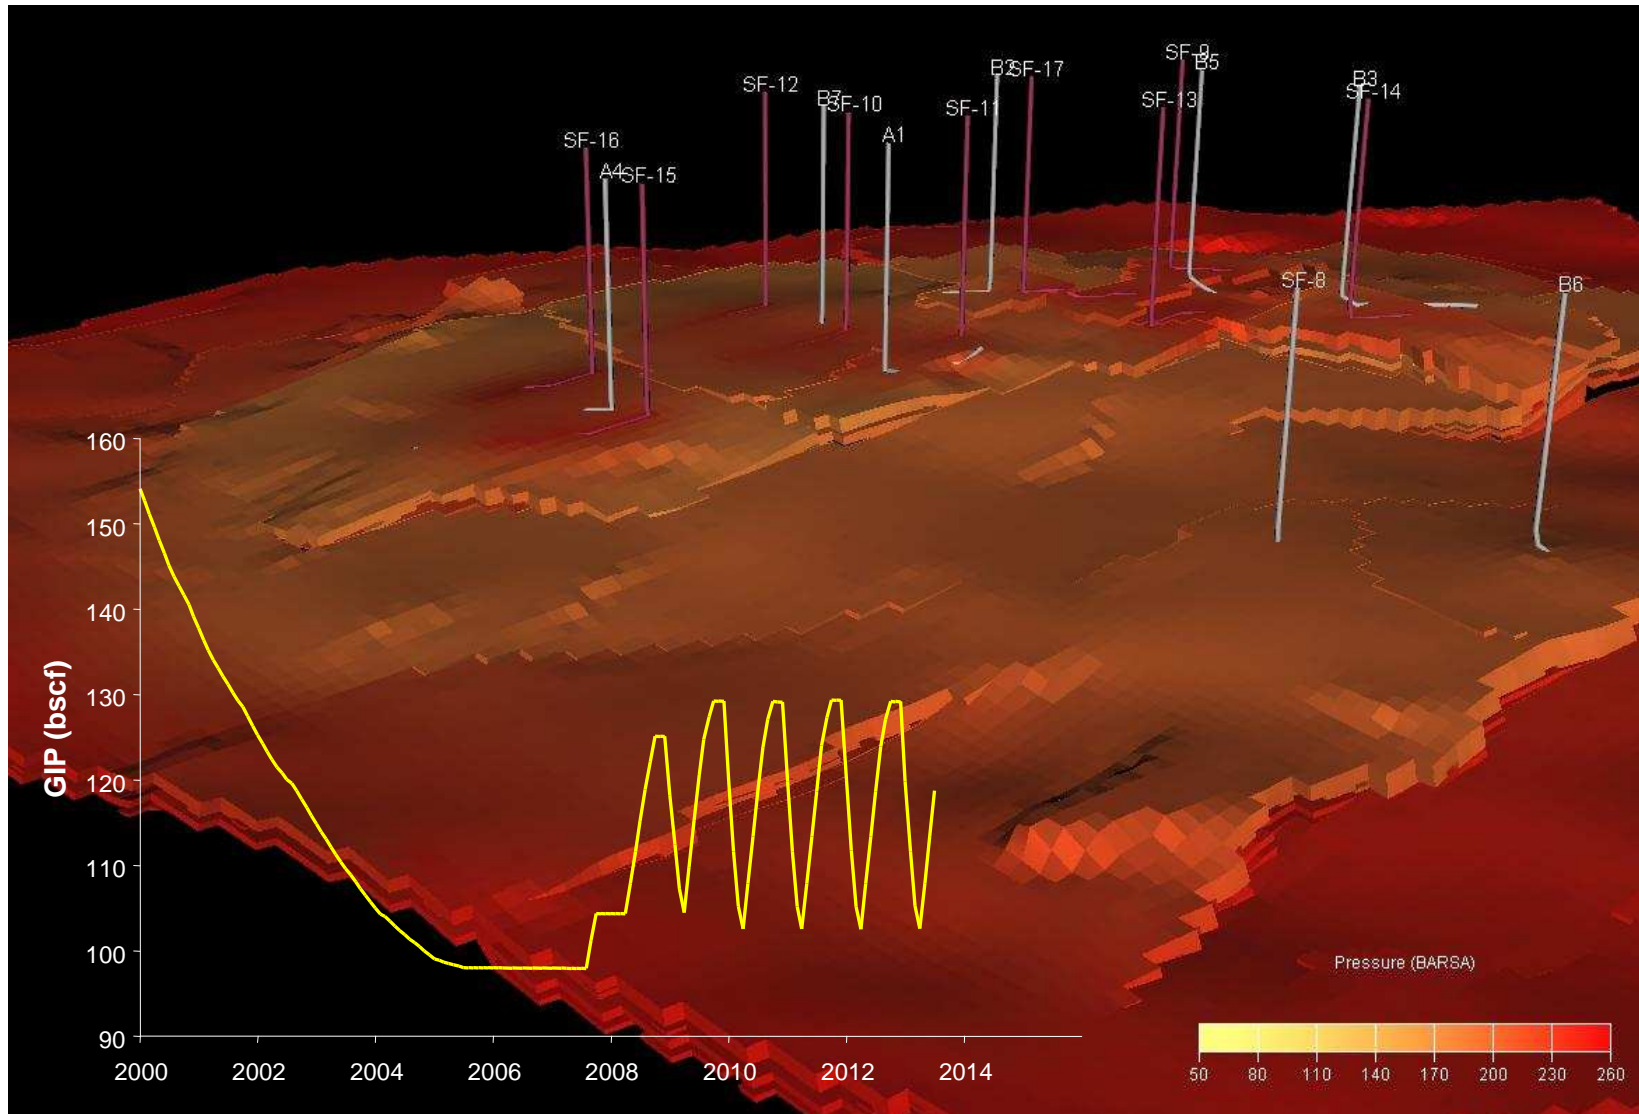 SF-9
B5
B2
SF-17
B3
SF-14
SF-12
B7
SF-10
SF-11
SF-13
A1
SF-16
A4
SF-15
SF-8
B6
160
150
140
130
120
110
100
90
GIP (bscf)
2000 2002 2004 2006 2008 2010 2012 2014
Pressure (BARSA)
50 80 110 140 170 200 230 260